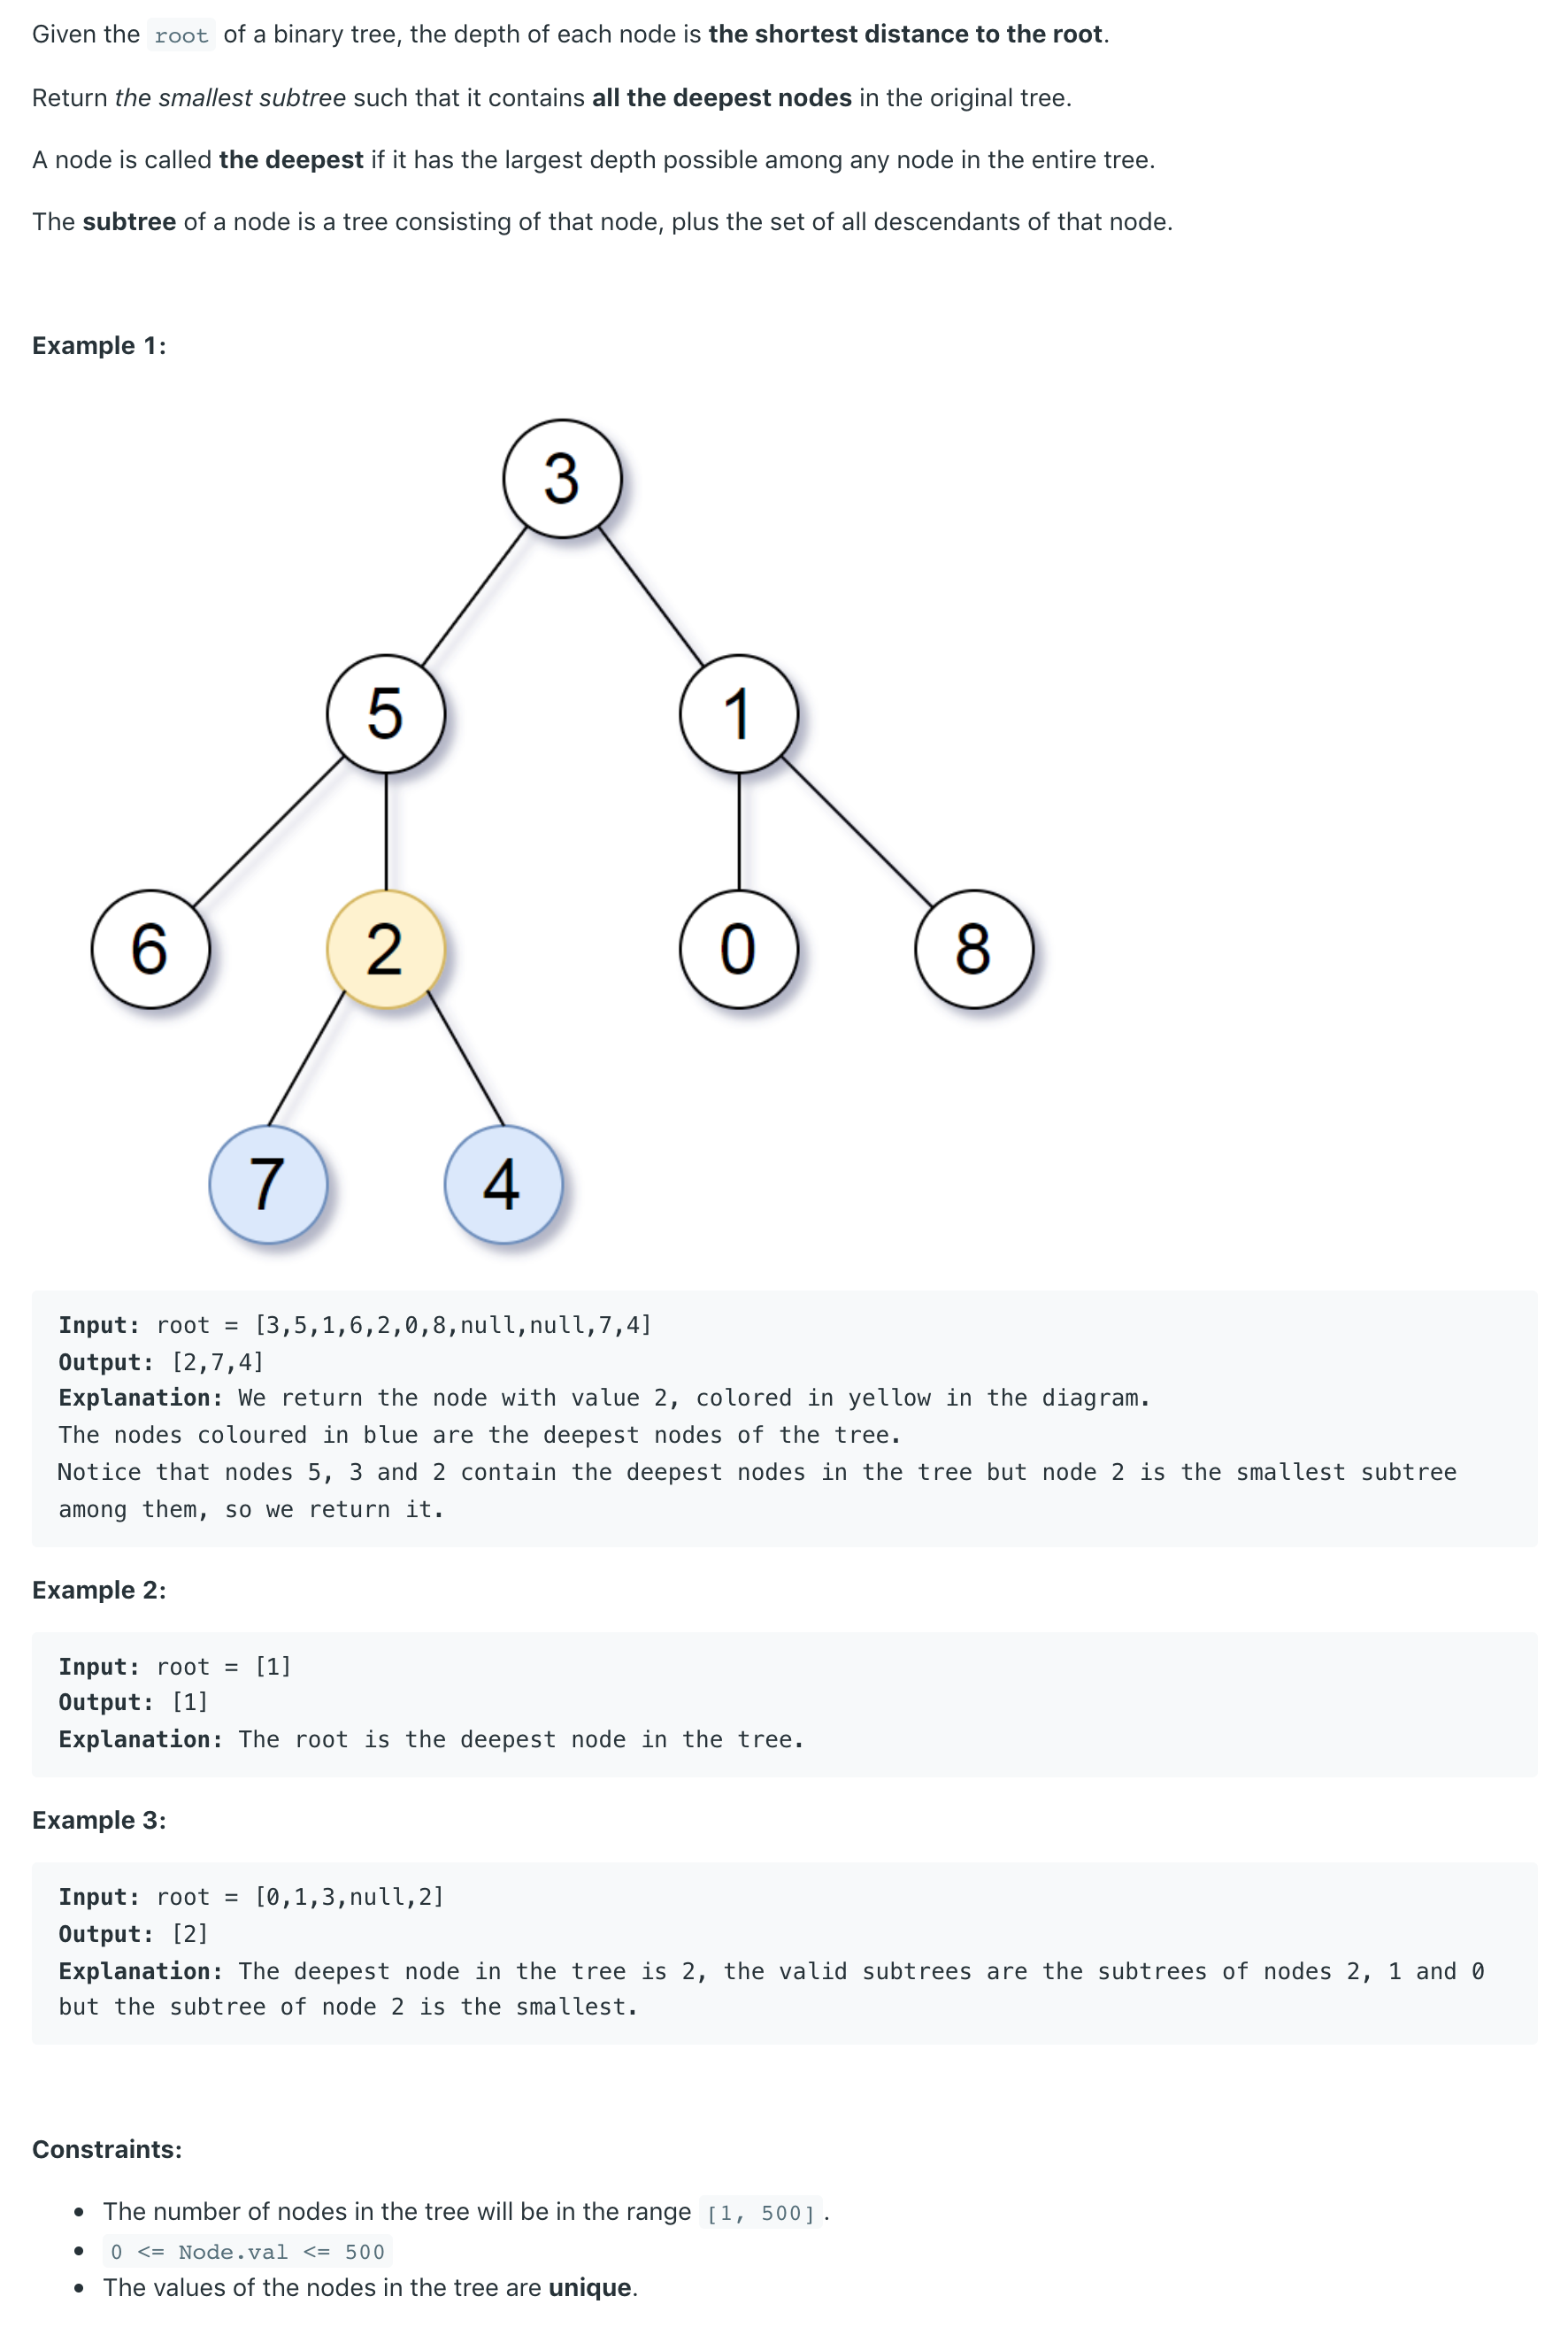 Given the root of a binary tree, the depth of each node is the shortest distance to the root.
Return the smallest subtree such that it contains all the deepest nodes in the original tree.
A node is called the deepest if it has the largest depth possible among any node in the entire tree.
The subtree of a node is a tree consisting of that node, plus the set of all descendants of that node.
Example 1:
3
5 1
6 2 0 8
7 4
Input: root = [3,5,1,6,2,0,8,null,null,7,4]
Output: [2,7,4]
Explanation: We return the node with value 2, colored in yellow in the diagram.
The nodes coloured in blue are the deepest nodes of the tree.
Notice that nodes 5, 3 and 2 contain the deepest nodes in the tree but node 2 is the smallest subtree
among them, so we return it.
Example 2:
Input: root = [1]
Output: [1]
Explanation: The root is the deepest node in the tree.
Example 3:
Input: root = [0,1,3,null,2]
Output: [2]
Explanation: The deepest node in the tree is 2, the valid subtrees are the subtrees of nodes 2, 1 and 0
but the subtree of node 2 is the smallest.
Constraints:
• The number of nodes in the tree will be in the range [1, 500].
• 0 <= Node.val <= 500
• The values of the nodes in the tree are unique.